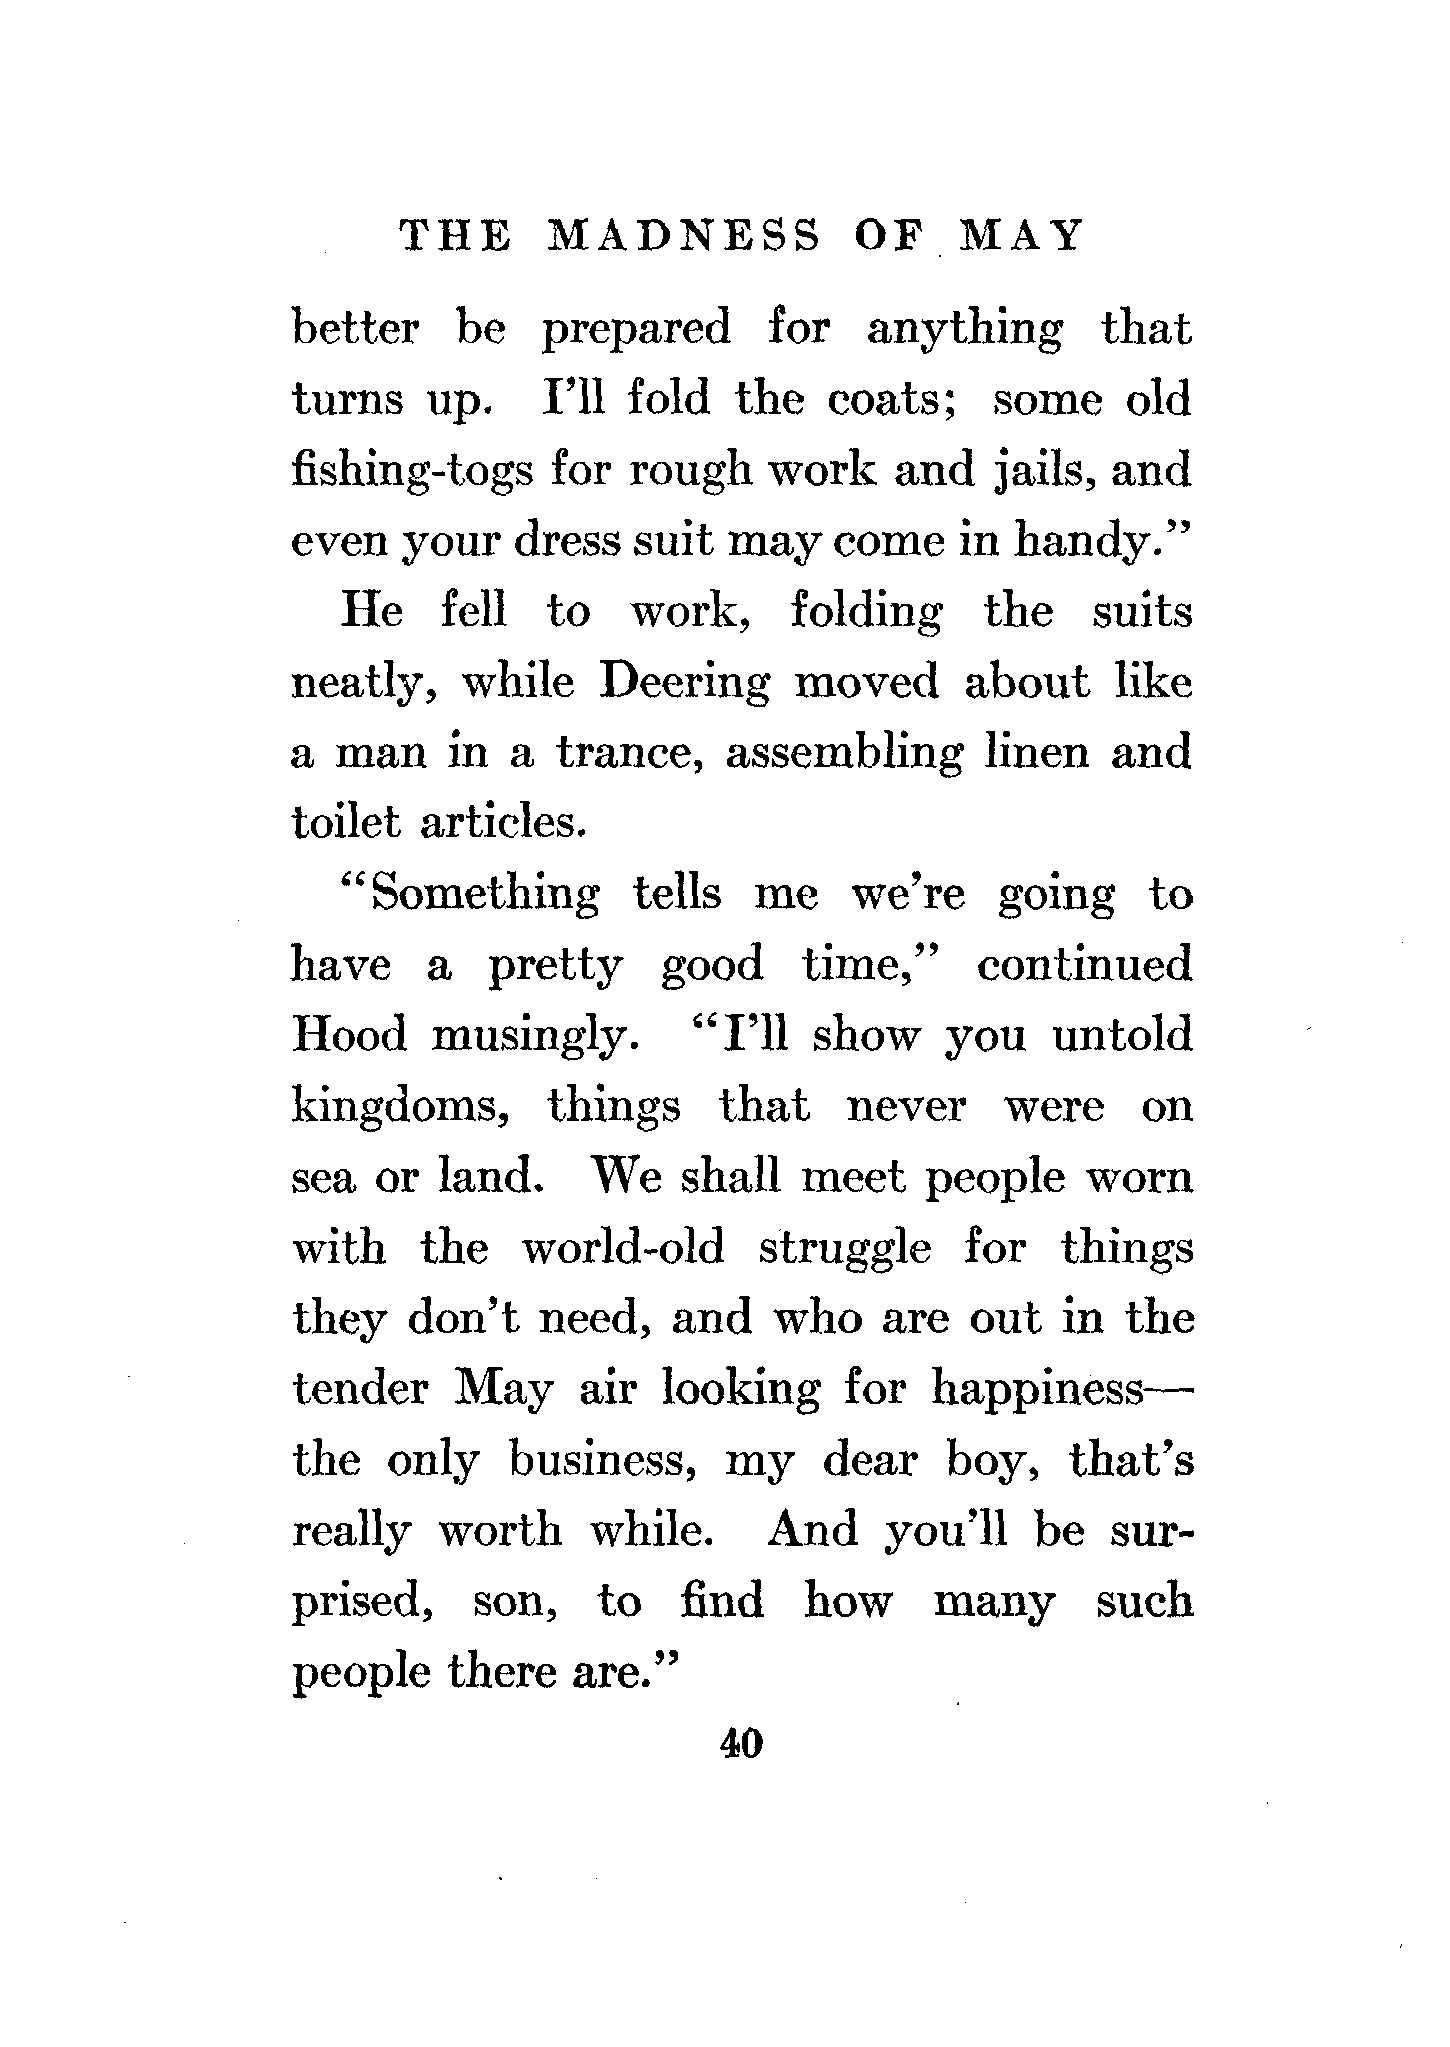 THE MADNESS OF MAY
better be prepared for anything that
turns up. I'll fold the coats; some old
fishing-togs for rough work and jails, and
even your dress suit may come in handy."
He fell to work, folding the suits
neatly, while Deering moved about like
a man in a trance, assembling linen and
toilet articles.
"Something tells me we're going to
have a pretty good time," continued
Hood musingly. "I'll show you untold
kingdoms, things that never were on
sea or land. We shall meet people worn
with the world-old struggle for things
they don't need, and who are out in the
tender May air looking for happiness—
the only business, my dear boy, that's
really worth while. And you'll be sur-
prised, son, to find how many such
people there are."
40